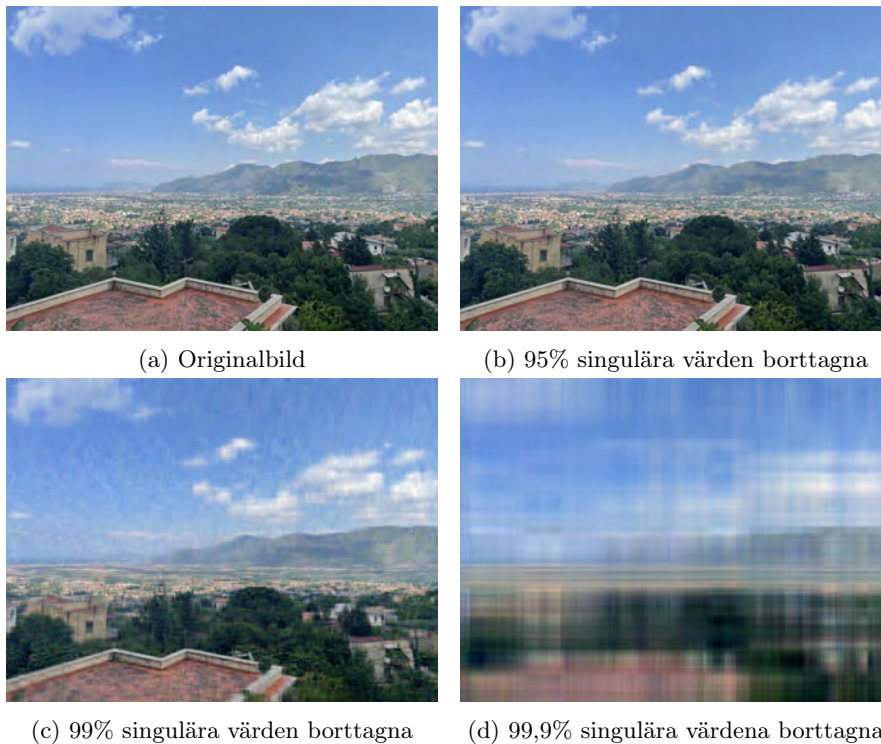 (a) Originalbild
(b) 95% singulära värden borttagna
(c) 99% singulära värden borttagna
(d) 99,9% singulära värdena borttagna